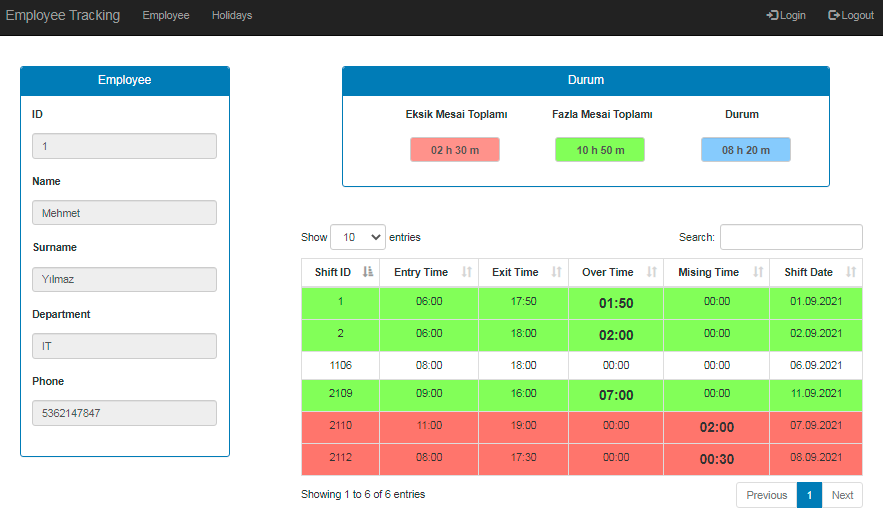 Employee Tracking Employee Holidays Login Logout
Employee
ID
1
Name
Mehmet
Surname
Yılmaz
Department
IT
Phone
5362147847
Durum
Eksik Mesai Toplamı Fazla Mesai Toplamı Durum
02 h 30 m 10 h 50 m 08 h 20 m
Show 10 entries Search:
Shift ID Entry Time Exit Time Over Time Mising Time Shift Date
1 06:00 17:50 01:50 00:00 01.09.2021
2 06:00 18:00 02:00 00:00 02.09.2021
1106 08:00 18:00 00:00 00:00 06.09.2021
2109 09:00 16:00 07:00 00:00 11.09.2021
2110 11:00 19:00 00:00 02:00 07.09.2021
2112 08:00 17:30 00:00 00:30 08.09.2021
Showing 1 to 6 of 6 entries Previous 1 Next